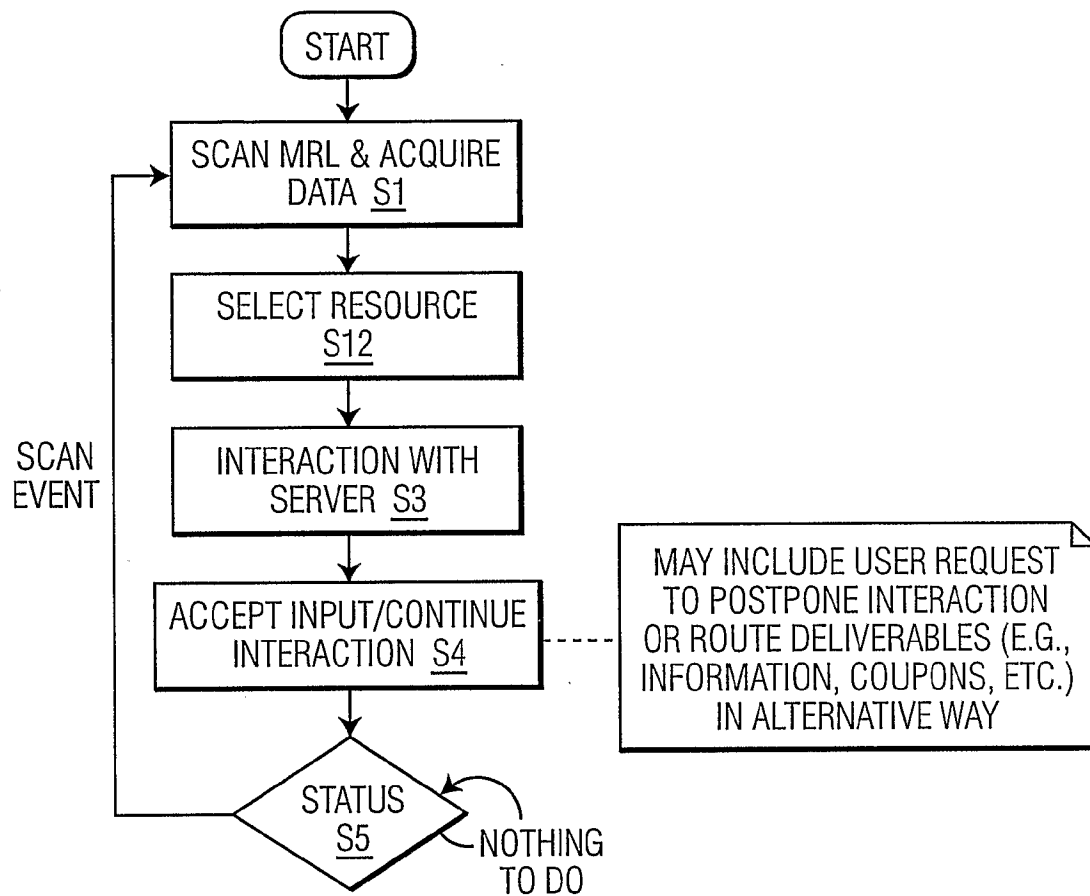 START
SCAN MRL & ACQUIRE
DATA S1
SELECT RESOURCE
S12
INTERACTION WITH
SERVER S3
SCAN
EVENT
ACCEPT INPUT/CONTINUE
INTERACTION S4
MAY INCLUDE USER REQUEST
TO POSTPONE INTERACTION
OR ROUTE DELIVERABLES (E.G.,
INFORMATION, COUPONS, ETC.)
IN ALTERNATIVE WAY
STATUS
S5
NOTHING
TO DO